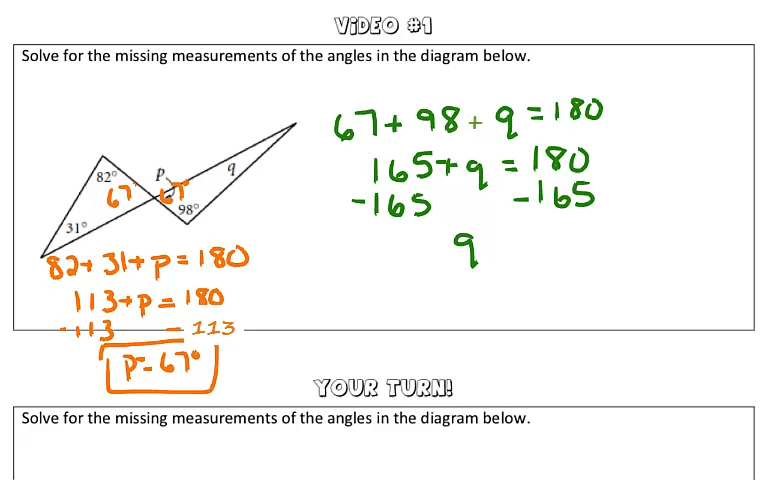 VIDEO #1
Solve for the missing measurements of the angles in the diagram below.
67 + 98 + q = 180
165 + q = 180
-165 -165
q
82°
67°
P
67°
q
98°
31°
82 + 31 + p = 180
113 + p = 180
-113 - 113
p = 67°
YOUR TURN!
Solve for the missing measurements of the angles in the diagram below.